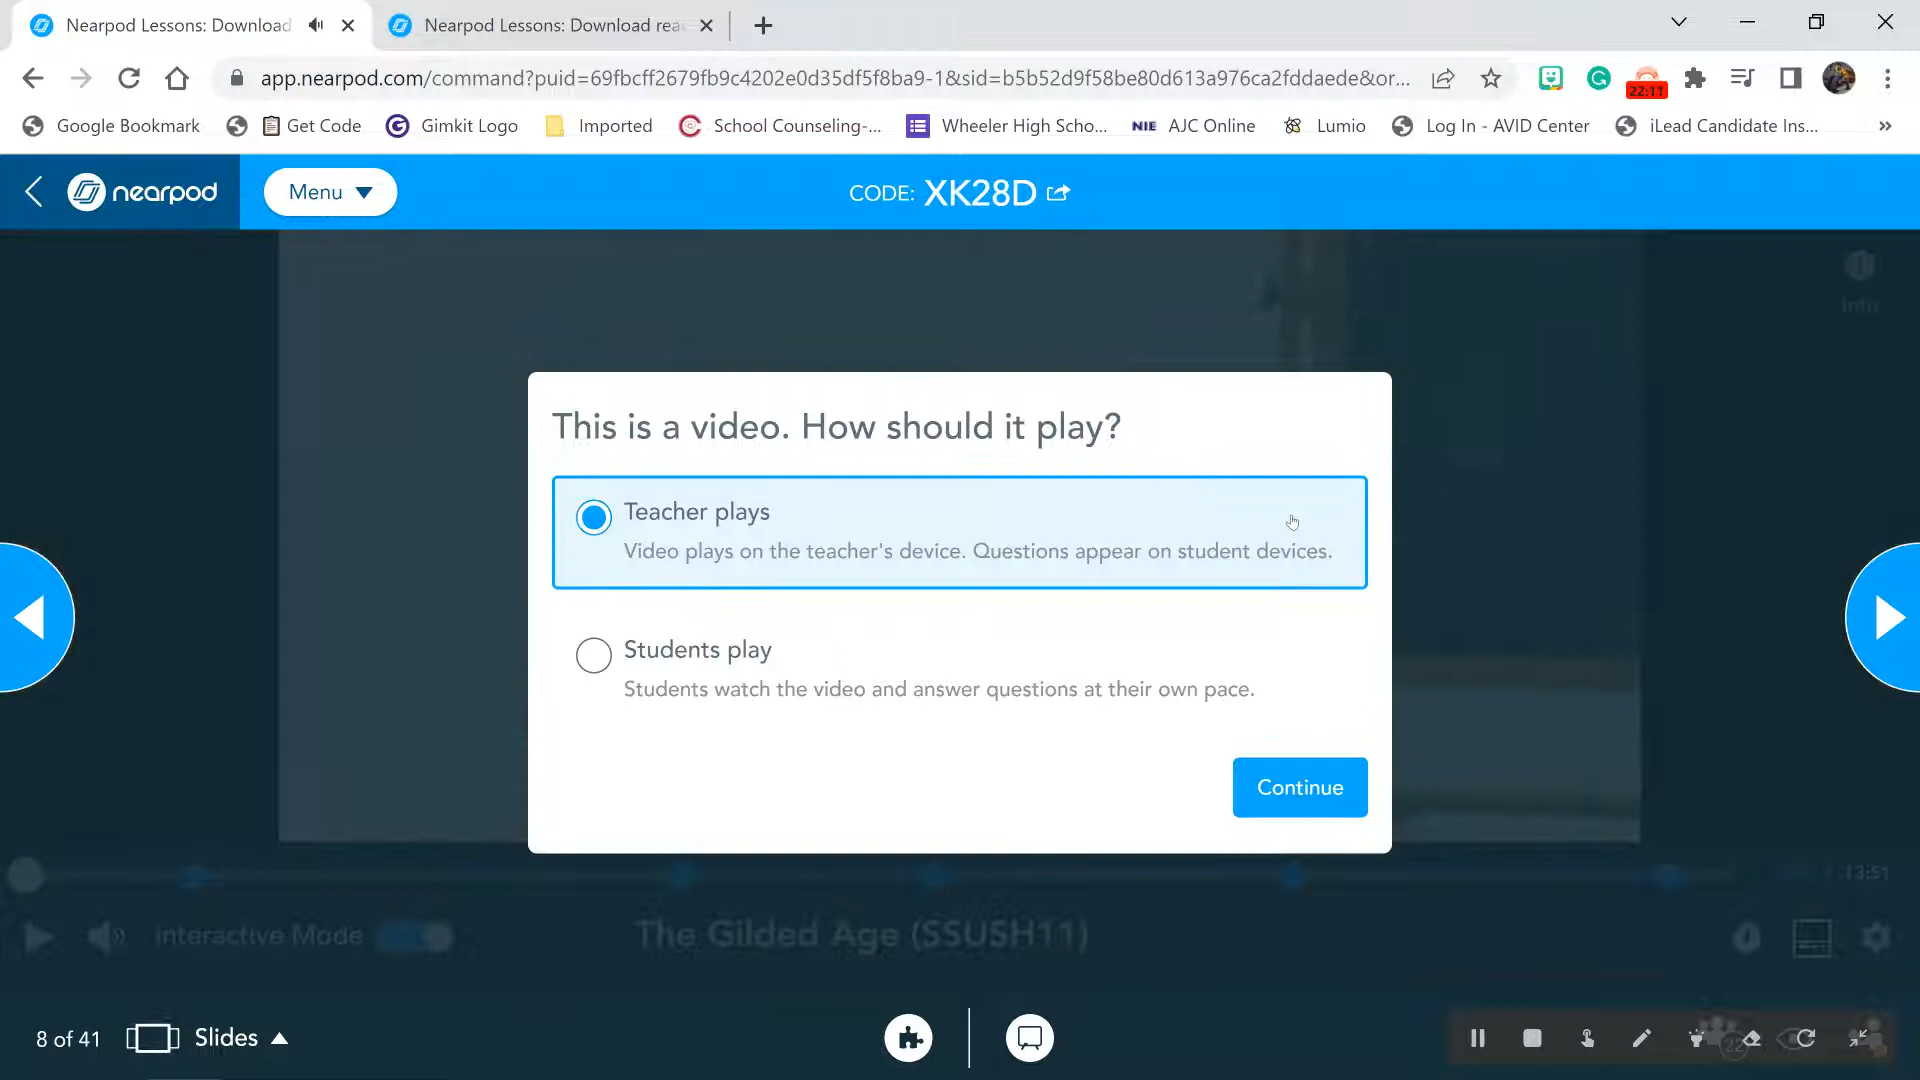 Nearpod Lessons: Download
Nearpod Lessons: Download rea
app.nearpod.com/command?puid=69fbcff2679fb9c4202e0d35df5f8ba9-1&sid=b5b52d9f58be80d613a976ca2fddaede&or...
22:11
Google Bookmark
Get Code
Gimkit Logo
Imported
School Counseling-...
Wheeler High Scho...
NIE AJC Online
Lumio
Log In - AVID Center
iLead Candidate Ins...
nearpod
Menu
CODE: XK28D
Info
This is a video. How should it play?
Teacher plays
Video plays on the teacher's device. Questions appear on student devices.
Students play
Students watch the video and answer questions at their own pace.
Continue
13:51
Interactive Mode
The Gilded Age (SSUSH11)
8 of 41
Slides
22